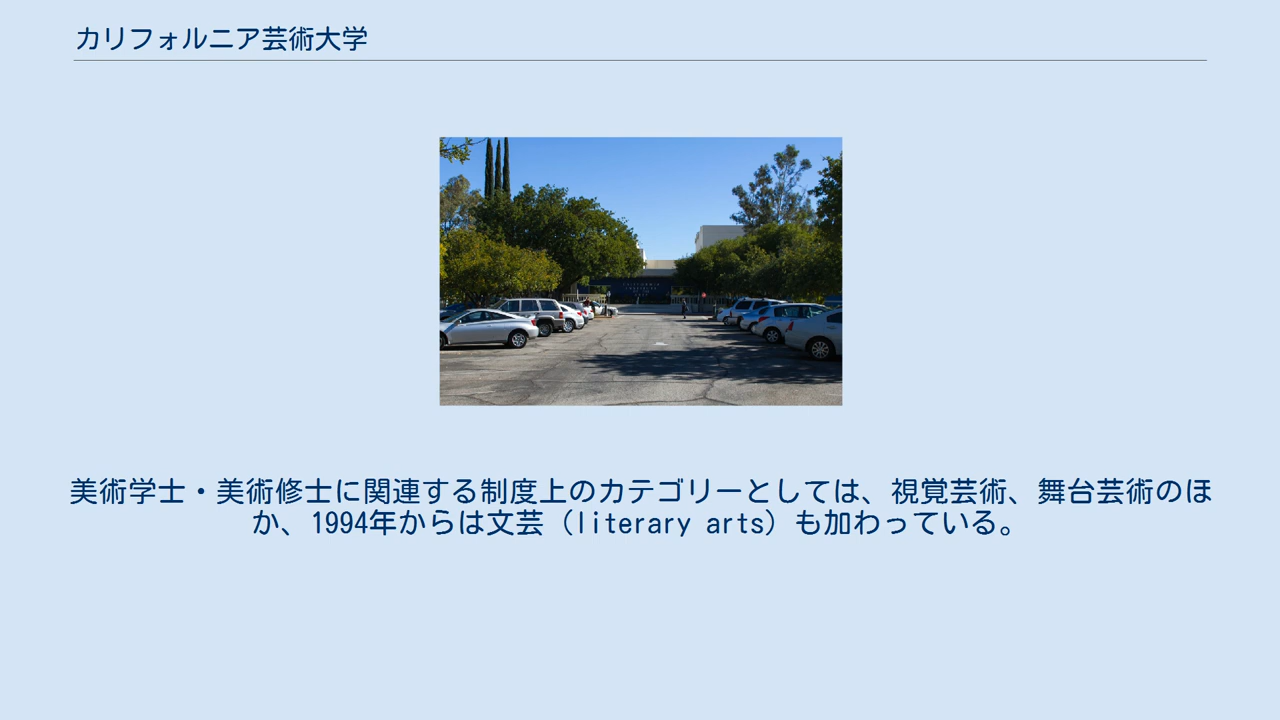 カリフォルニア芸術大学
CALIFORNIA
INSTITUTE
美術学士・美術修士に関連する制度上のカテゴリーとしては、視覚芸術、舞台芸術のほ
か、1994年からは文芸（literary arts）も加わっている。